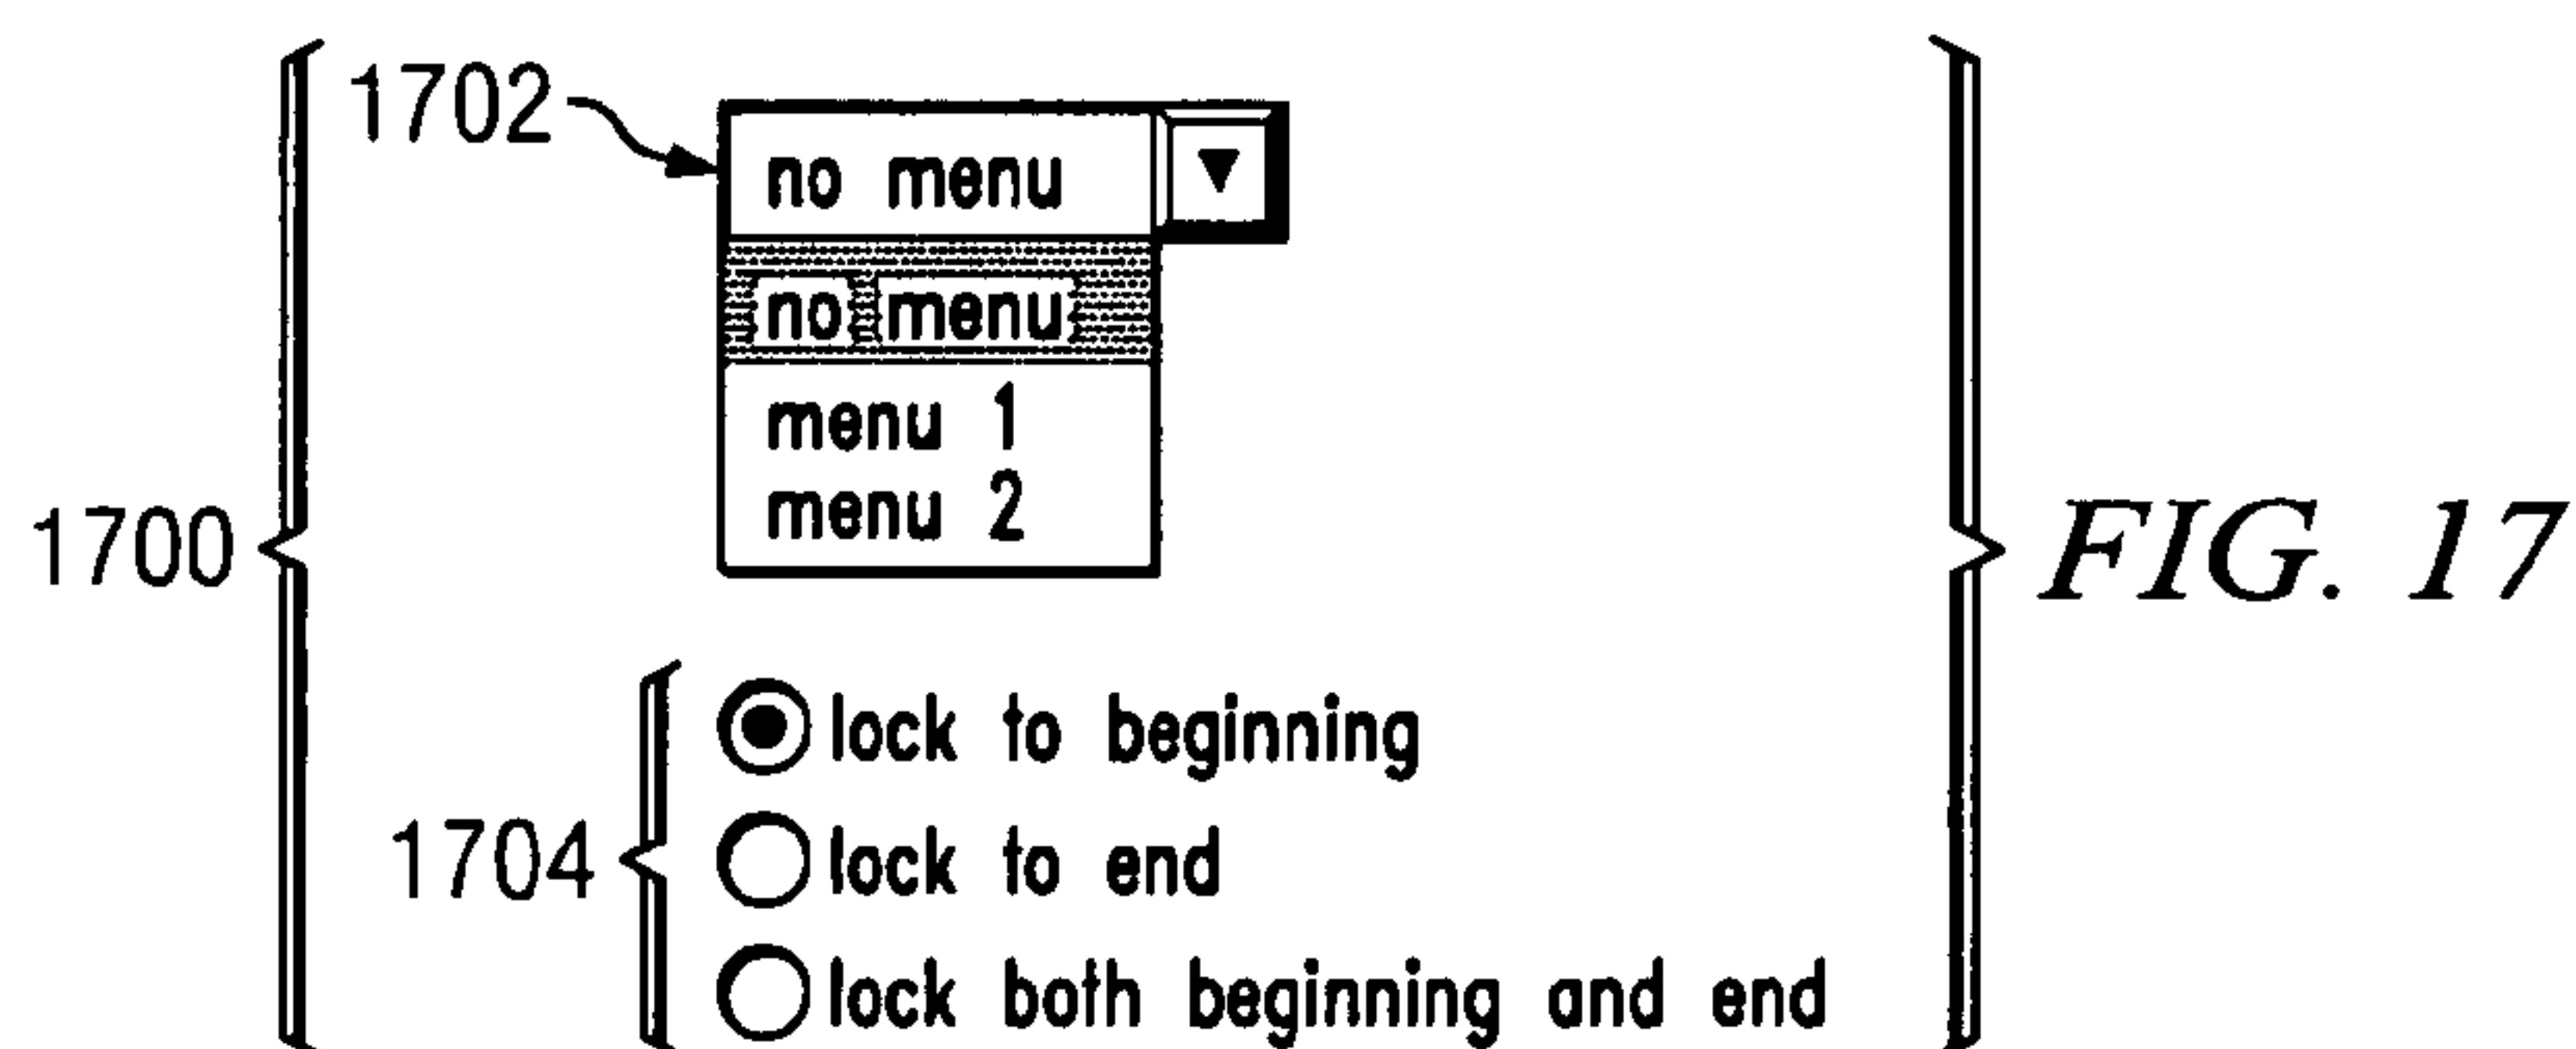 1702
no menu
no menu
menu 1
menu 2
1700
FIG. 17
lock to beginning
1704
lock to end
lock both beginning and end